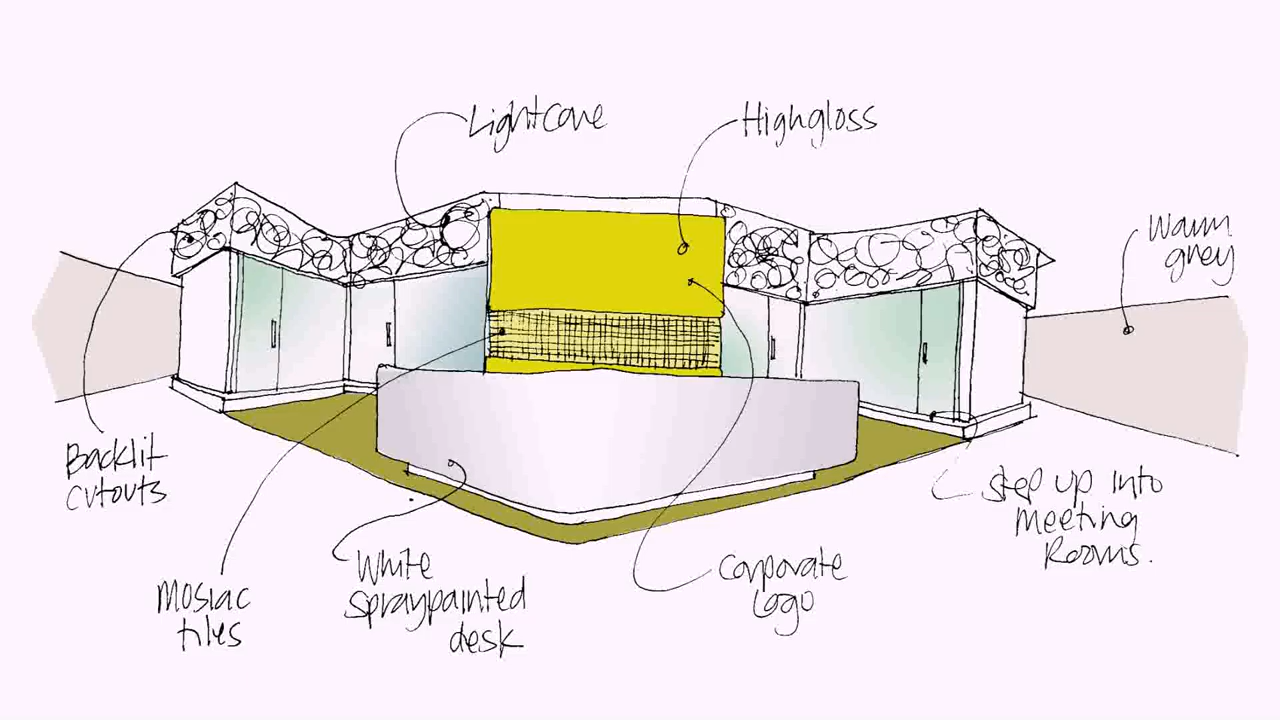 Lightcove
Highgloss
Warm
grey
Backlit
cutouts
Step up into
Meeting
Rooms.
White
spraypainted
desk
Corporate
Logo
Mosiac
tiles